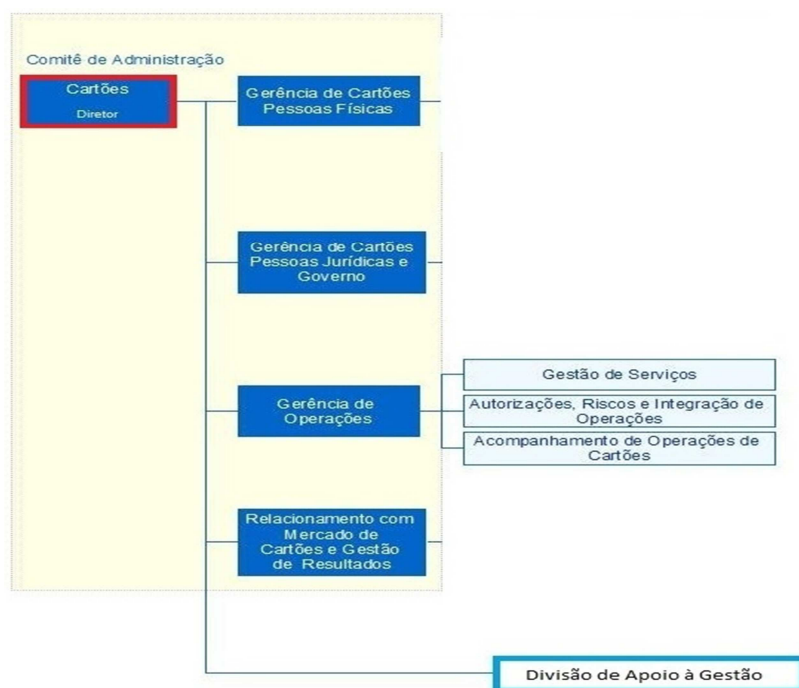 Comitê de Administração
Cartões
Diretor
Gerência de Cartões
Pessoas Físicas
Gerência de Cartões
Pessoas Jurídicas e
Governo
Gerência de
Operações
Gestão de Serviços
Autorizações, Riscos e Integração de
Operações
Acompanhamento de Operações de
Cartões
Relacionamento com
Mercado de
Cartões e Gestão
de Resultados
Divisão de Apoio à Gestão